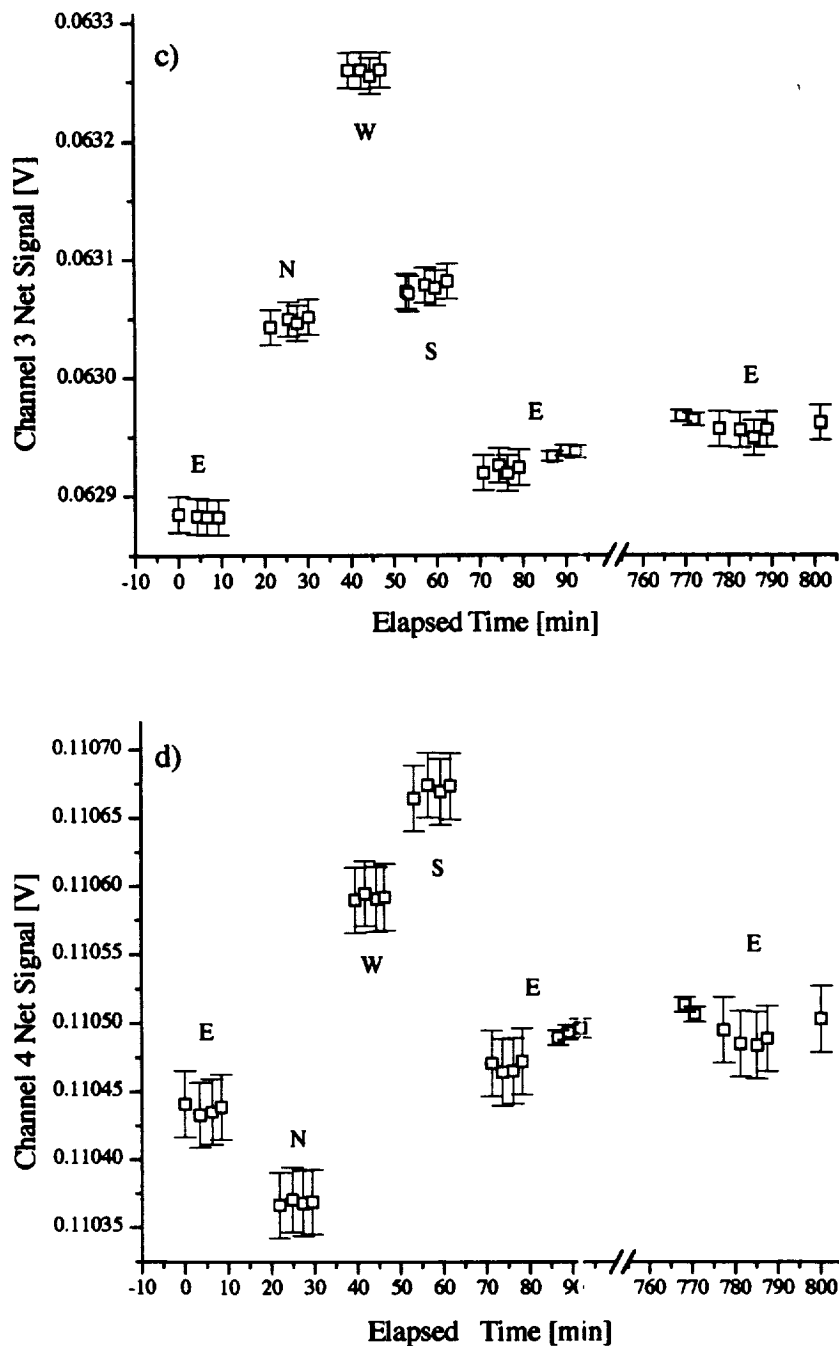 c)
Channel 3 Net Signal [V]
0.0633
0.0632
0.0631
0.0630
0.0629
W
N
S
E
E
E
-10 0 10 20 30 40 50 60 70 80 90 760 770 780 790 800
Elapsed Time [min]
d)
Channel 4 Net Signal [V]
0.11070
0.11065
0.11060
0.11055
0.11050
0.11045
0.11040
0.11035
S
W
E
E
E
N
-10 0 10 20 30 40 50 60 70 80 90 760 770 780 790 800
Elapsed Time [min]